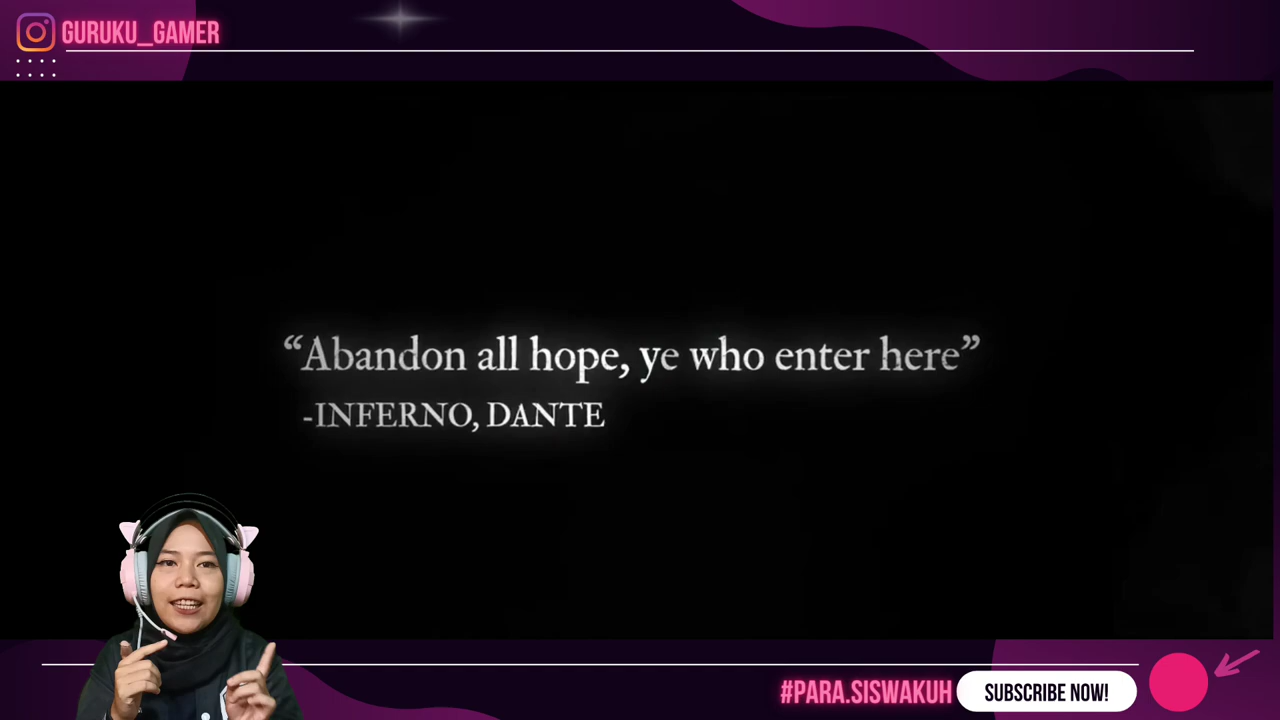 GURUKU_GAMER
“Abandon all hope, ye who enter here”
-INFERNO, DANTE
#PARA.SISWAKUH
SUBSCRIBE NOW!